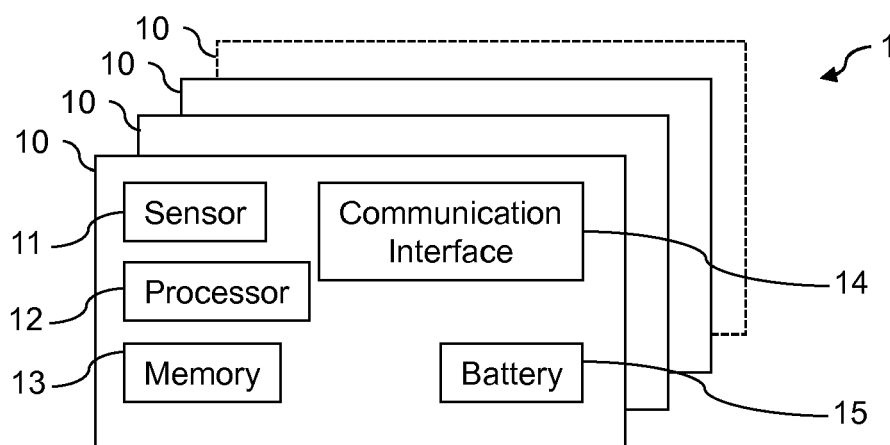 10
1
10
10
10
Sensor
Communication
Interface
11
Processor
14
12
Memory
Battery
13
15